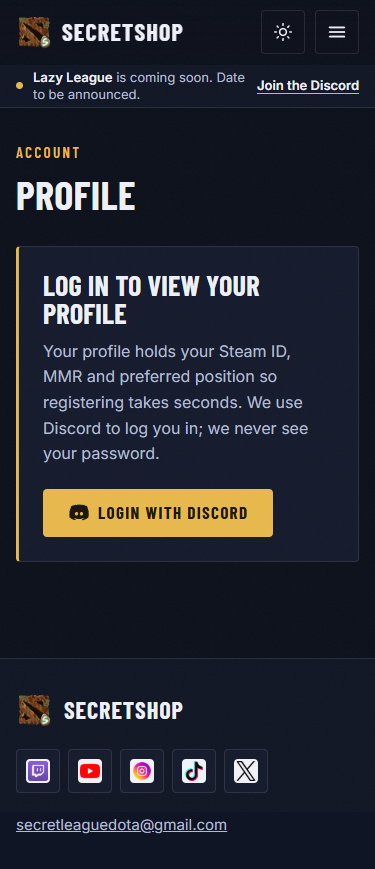 SECRETSHOP
Lazy League is coming soon. Date
to be announced.
Join the Discord
ACCOUNT
PROFILE
LOG IN TO VIEW YOUR
PROFILE
Your profile holds your Steam ID,
MMR and preferred position so
registering takes seconds. We use
Discord to log you in; we never see
your password.
LOGIN WITH DISCORD
SECRETSHOP
secretleaguedota@gmail.com